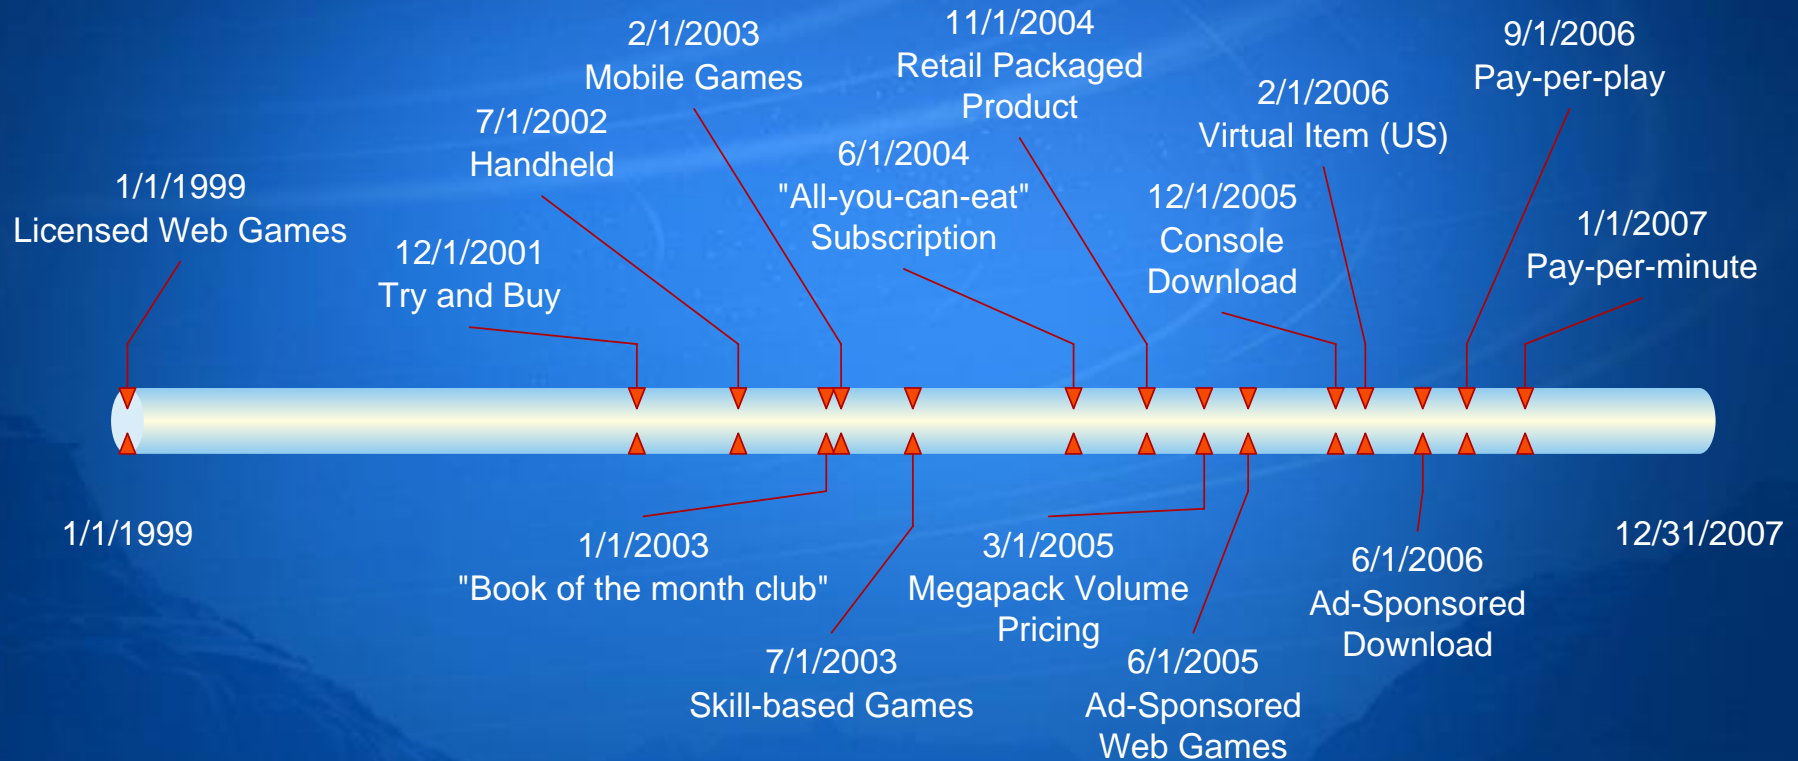 1/1/1999
Licensed Web Games
12/1/2001
Try and Buy
7/1/2002
Handheld
2/1/2003
Mobile Games
6/1/2004
"All-you-can-eat"
Subscription
11/1/2004
Retail Packaged
Product
12/1/2005
Console
Download
2/1/2006
Virtual Item (US)
9/1/2006
Pay-per-play
1/1/2007
Pay-per-minute
1/1/1999
1/1/2003
"Book of the month club"
7/1/2003
Skill-based Games
3/1/2005
Megapack Volume
Pricing
6/1/2005
Ad-Sponsored
Web Games
6/1/2006
Ad-Sponsored
Download
12/31/2007